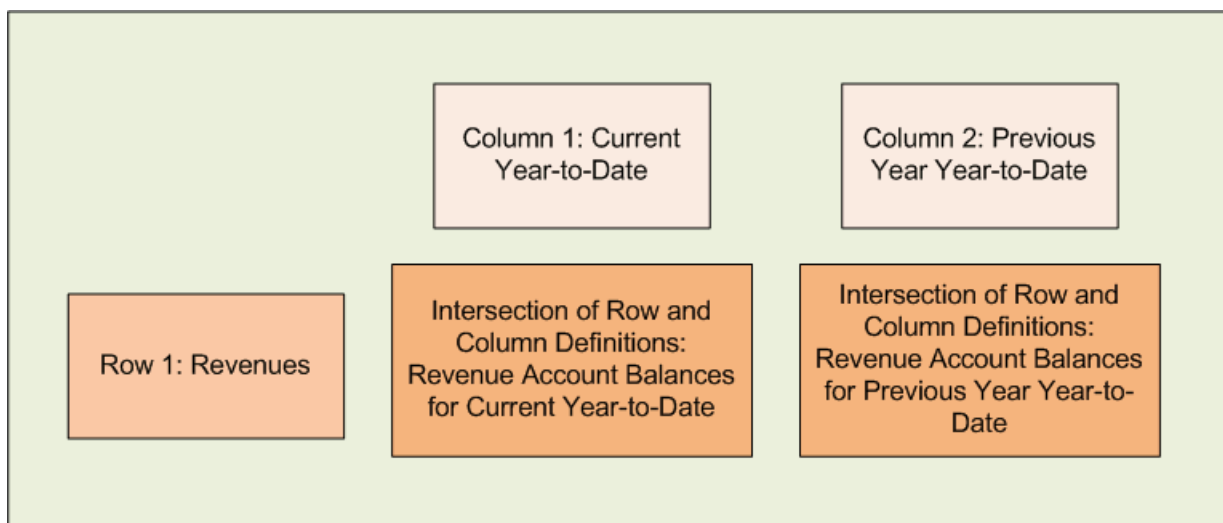 Column 1: Current
Year-to-Date
Column 2: Previous
Year Year-to-Date
Row 1: Revenues
Intersection of Row and
Column Definitions:
Revenue Account Balances
for Current Year-to-Date
Intersection of Row and
Column Definitions:
Revenue Account Balances
for Previous Year Year-to-
Date